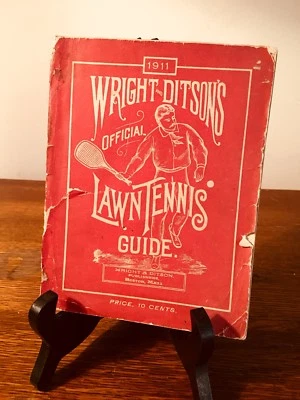 1911
WRIGHT & DITSON'S
OFFICIAL
LAWN TENNIS
GUIDE.
WRIGHT & DITSON,
PUBLISHERS
BOSTON, MASS.
PRICE, 10 CENTS.